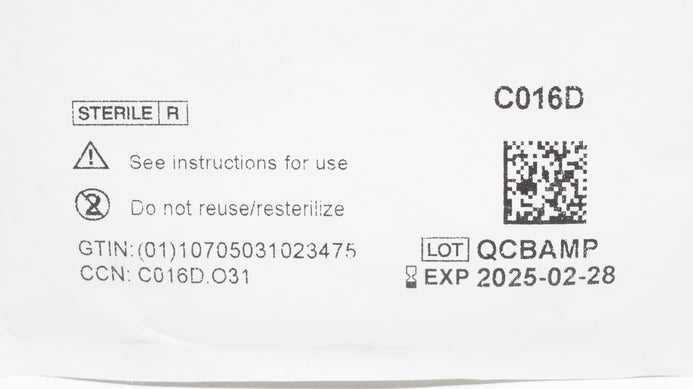 C016D
STERILE R
See instructions for use
2 Do not reuse/resterilize
GTIN:(01)10705031023475
CCN: C016D.O31
LOT QCBAMP
EXP 2025-02-28